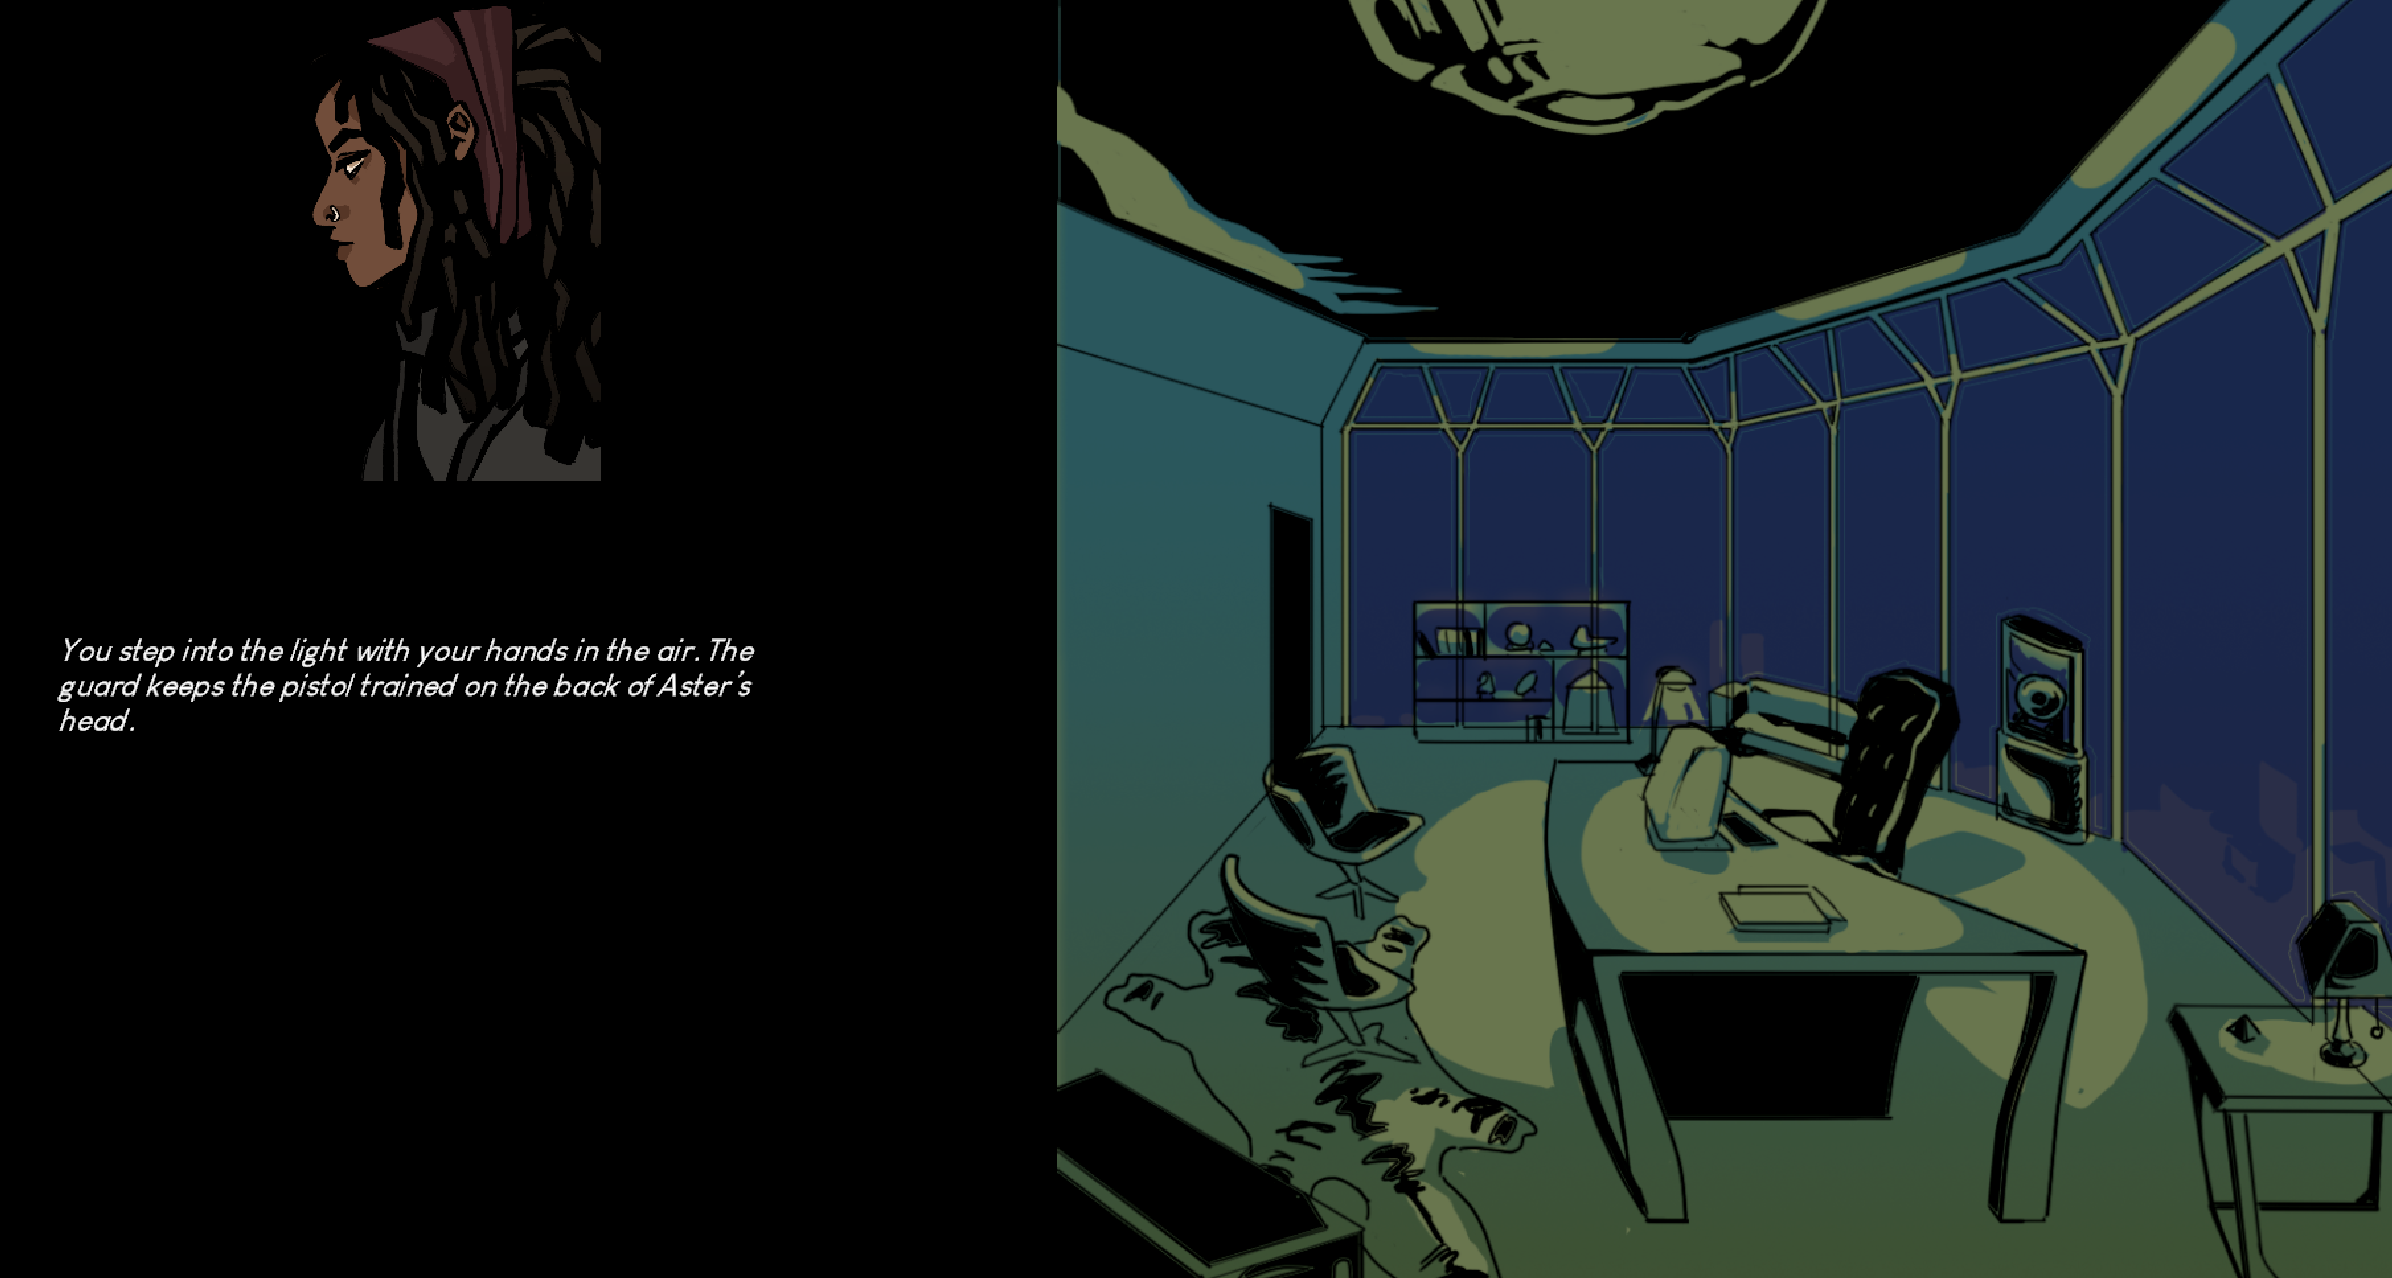 You step into the light with your hands in the air. The
guard keeps the pistol trained on the back of Aster's
head.